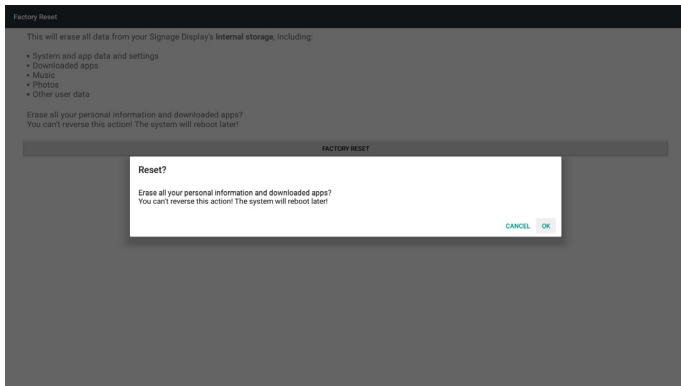 Factory Reset
This will erase all data from your Signage Display's internal storage, including:
• System and app data and settings
• Downloaded apps
• Music
• Photos
• Other user data
Erase all your personal information and downloaded apps?
You can't reverse this action! The system will reboot later!
FACTORY RESET
Reset?
Erase all your personal information and downloaded apps?
You can't reverse this action! The system will reboot later!
CANCEL OK